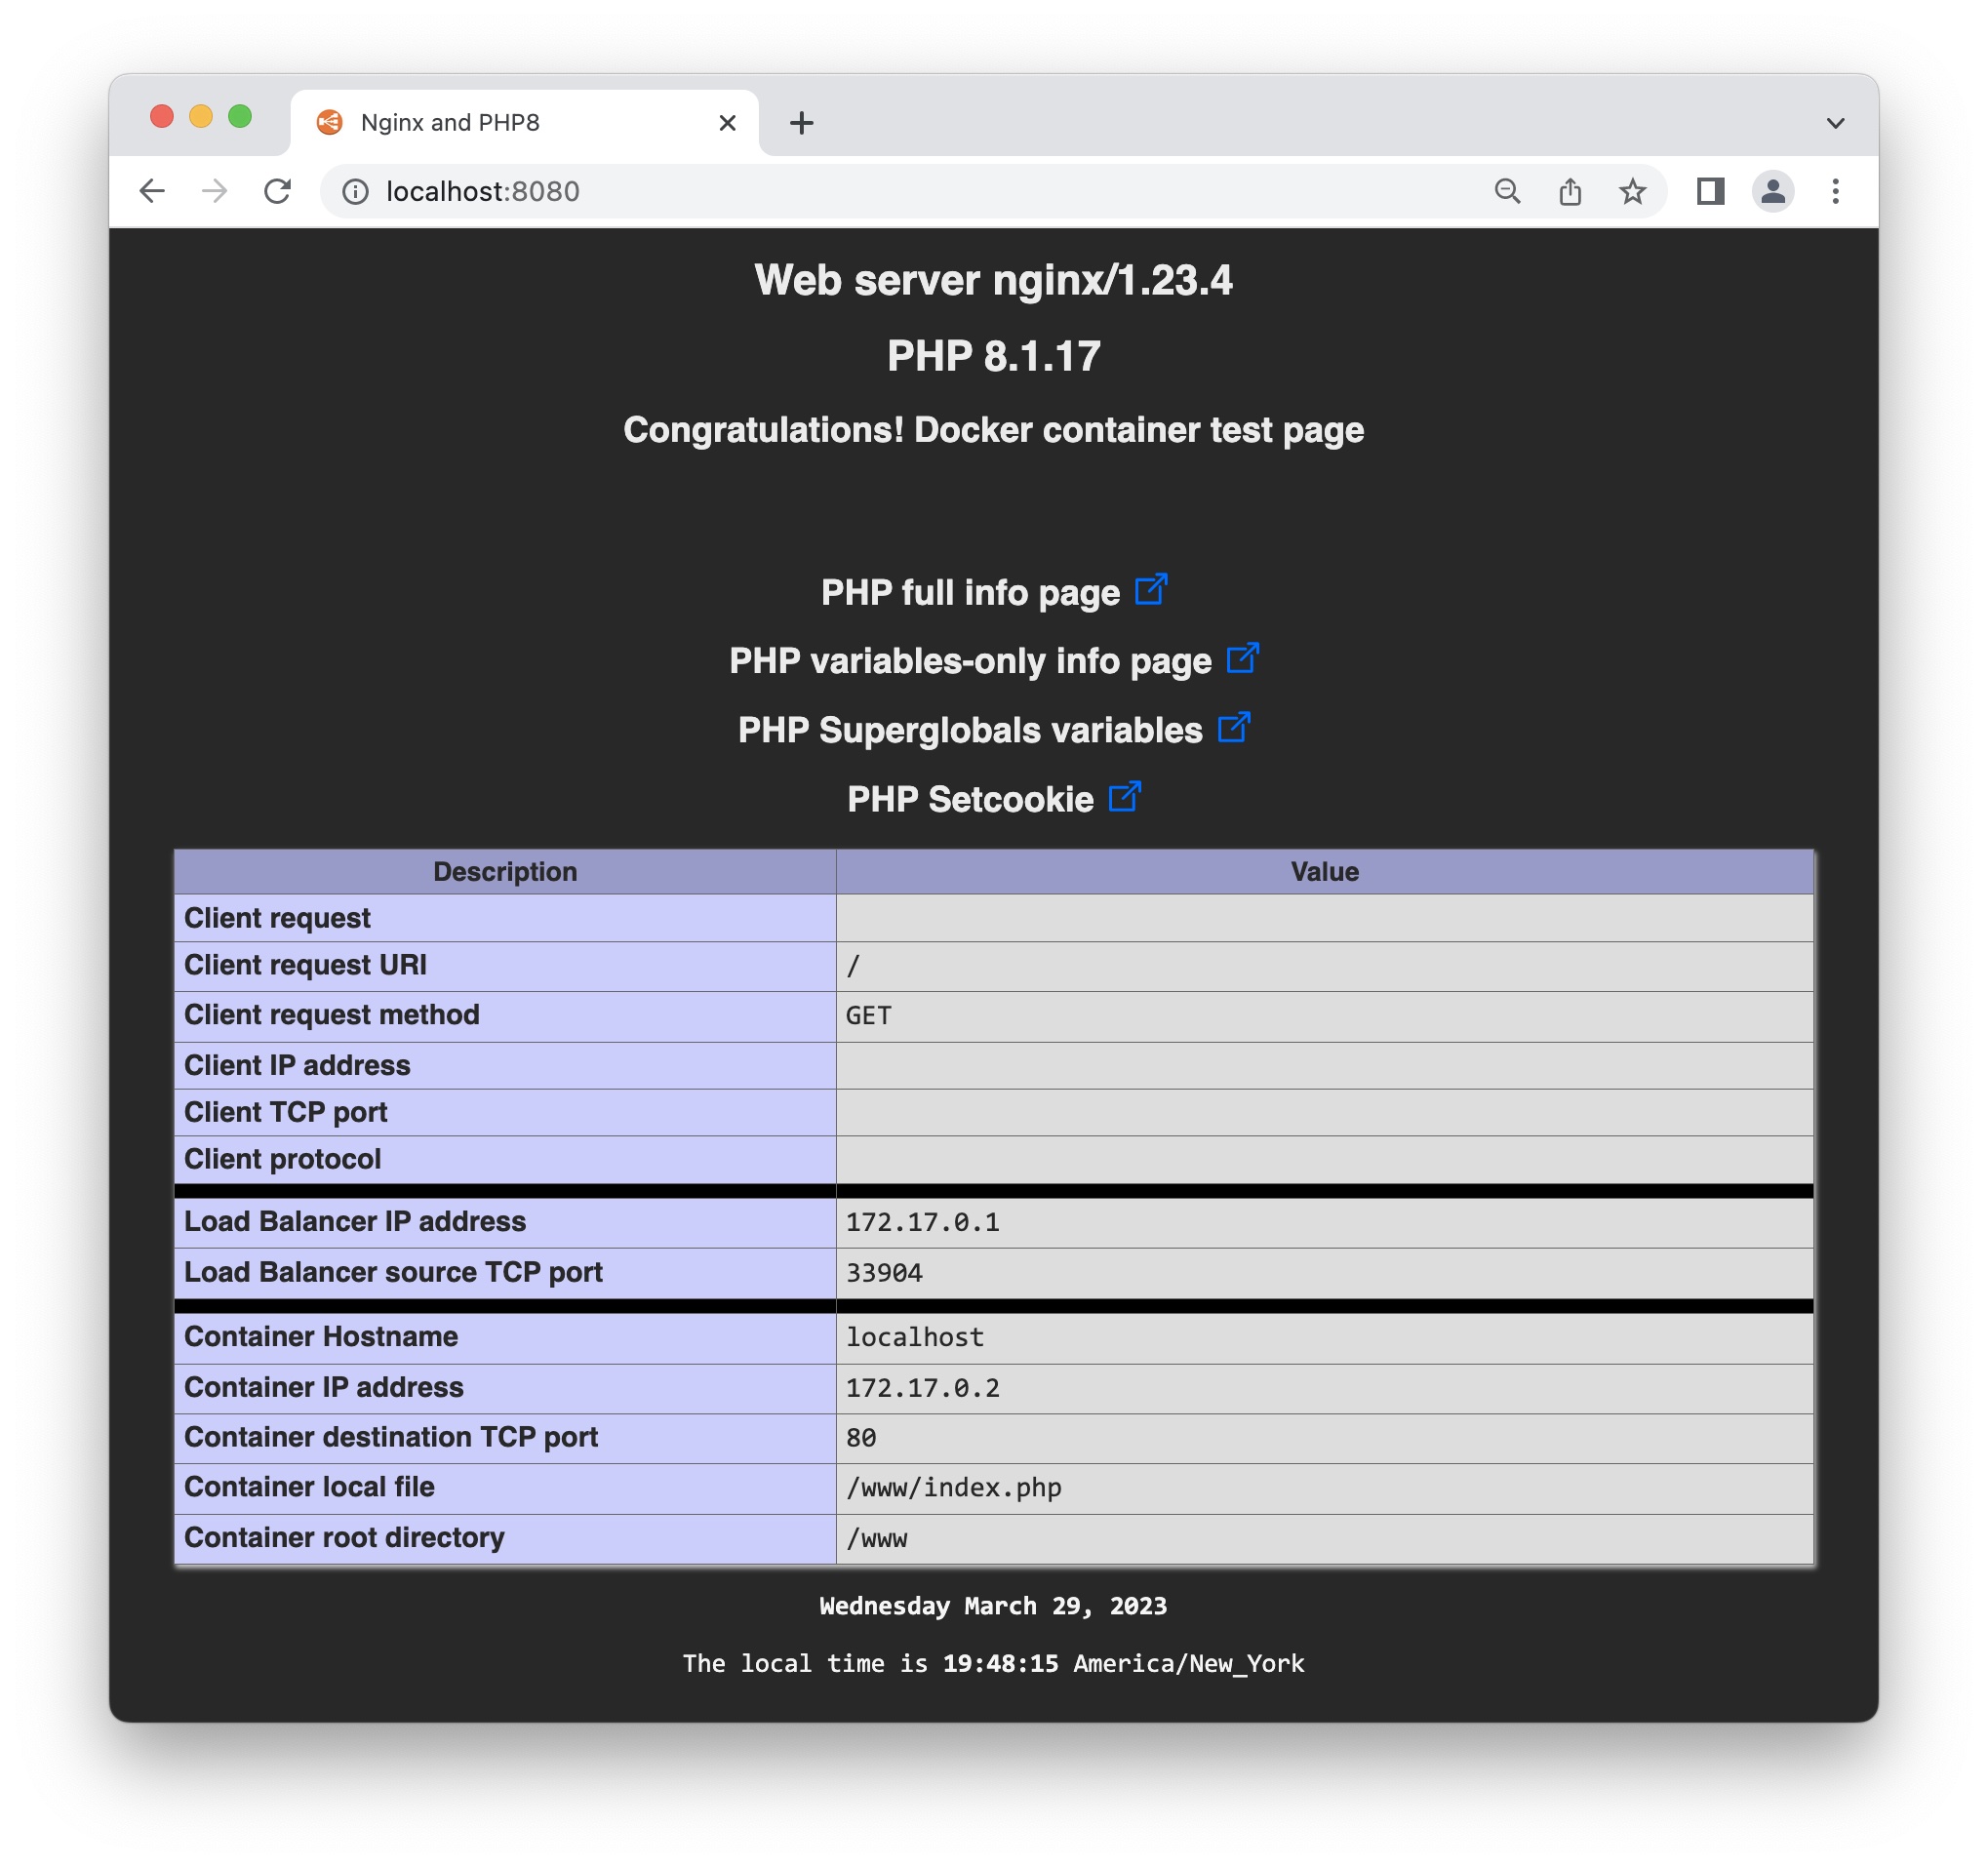 Nginx and PHP8
localhost:8080
Web server nginx/1.23.4
PHP 8.1.17
Congratulations! Docker container test page
PHP full info page
PHP variables-only info page
PHP Superglobals variables
PHP Setcookie
Description Value
Client request
Client request URI /
Client request method GET
Client IP address
Client TCP port
Client protocol
Load Balancer IP address 172.17.0.1
Load Balancer source TCP port 33904
Container Hostname localhost
Container IP address 172.17.0.2
Container destination TCP port 80
Container local file /www/index.php
Container root directory /www
Wednesday March 29, 2023
The local time is 19:48:15 America/New_York